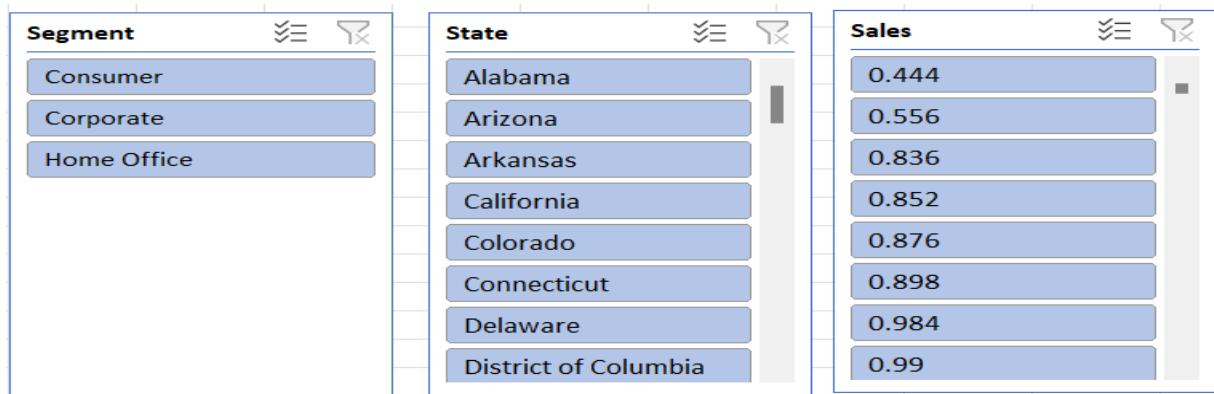 Segment
Consumer
Corporate
Home Office
State
Alabama
Arizona
Arkansas
California
Colorado
Connecticut
Delaware
District of Columbia
Sales
0.444
0.556
0.836
0.852
0.876
0.898
0.984
0.99